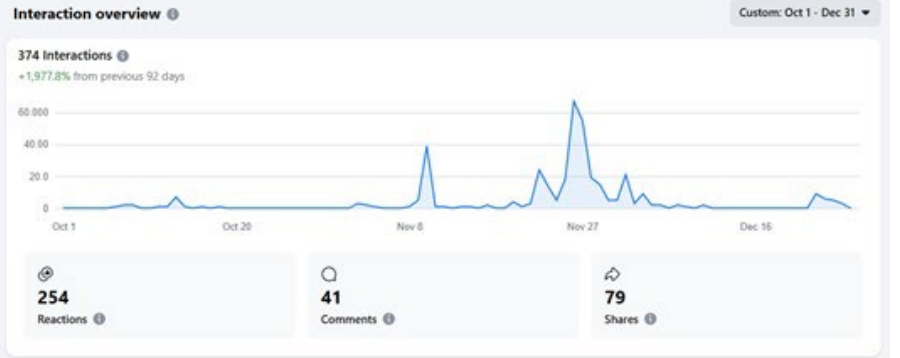 Interaction overview
Custom: Oct 1 - Dec 31
374 Interactions
+1,977.8% from previous 92 days
60.000
40.00
20.0
0
Oct 1 Oct 20 Nov 8 Nov 27 Dec 16
254
Reactions
41
Comments
79
Shares